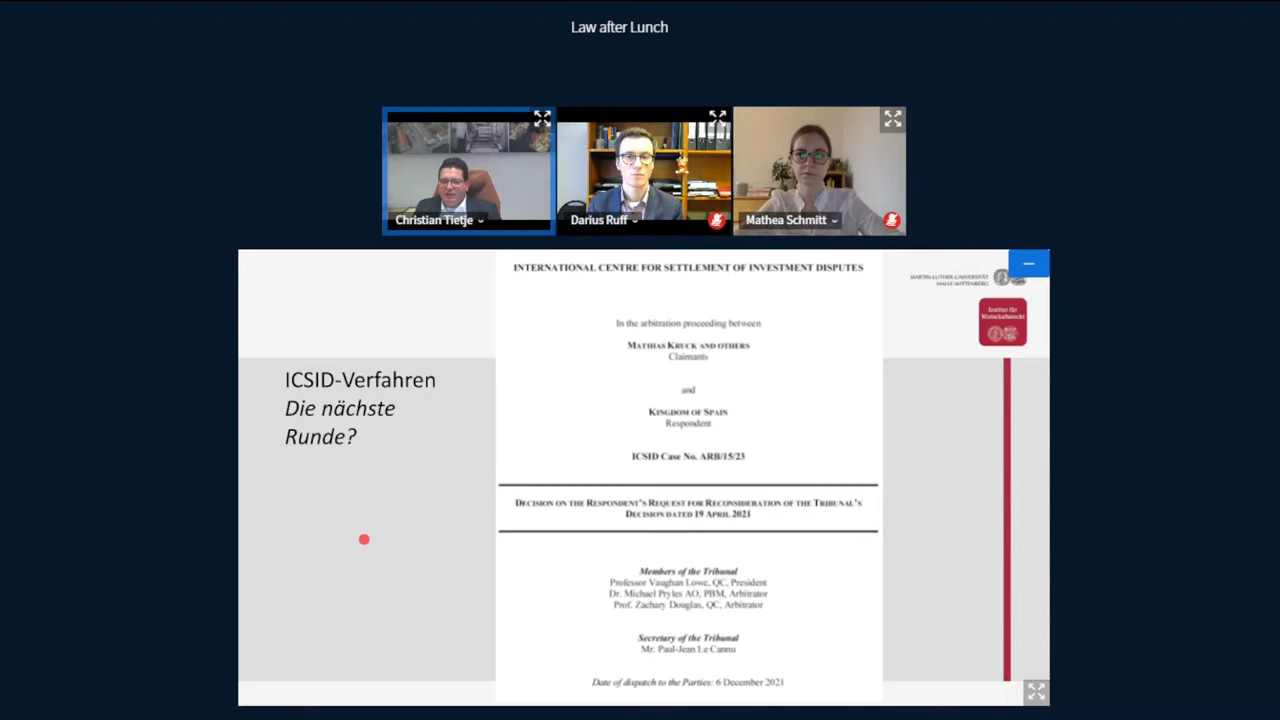 Law after Lunch
Christian Tietje
Darius Ruff
Mathea Schmitt
INTERNATIONAL CENTRE FOR SETTLEMENT OF INVESTMENT DISPUTES
MARTIN-LUTHER-UNIVERSITÄT
HALLE-WITTENBERG
Institut für
Wirtschaftsrecht
In the arbitration proceeding between
MATHIAS KRUCK AND OTHERS
Claimants
and
KINGDOM OF SPAIN
Respondent
ICSID Case No. ARB/15/23
ICSID-Verfahren
Die nächste
Runde?
DECISION ON THE RESPONDENT'S REQUEST FOR RECONSIDERATION OF THE TRIBUNAL'S
DECISION DATED 19 APRIL 2021
Members of the Tribunal
Professor Vaughan Lowe, QC, President
Dr. Michael Pryles AO, PBM, Arbitrator
Prof. Zachary Douglas, QC, Arbitrator
Secretary of the Tribunal
Mr. Paul-Jean Le Cannu
Date of dispatch to the Parties: 6 December 2021